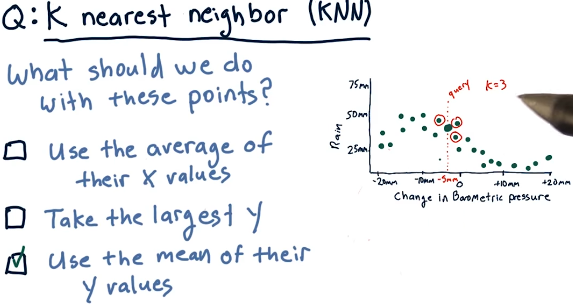 Q: K nearest neighbor (KNN)
What should we do
with these points?
Use the average of
their X values
Take the largest Y
Use the mean of their
Y values
query K=3
75mm
50mm
25mm
Rain
-20mm -10mm -5mm 0 +10mm +20mm
Change in Barometric pressure